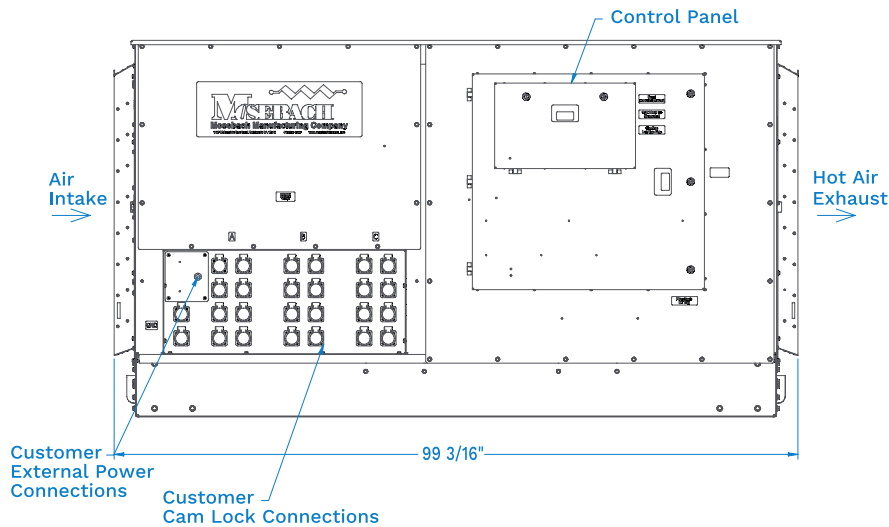 Control Panel
MOSEBACH
Mosebach Manufacturing Company
Air
Intake
Hot Air
Exhaust
A B C
99 3/16"
Customer
External Power
Connections
Customer
Cam Lock Connections